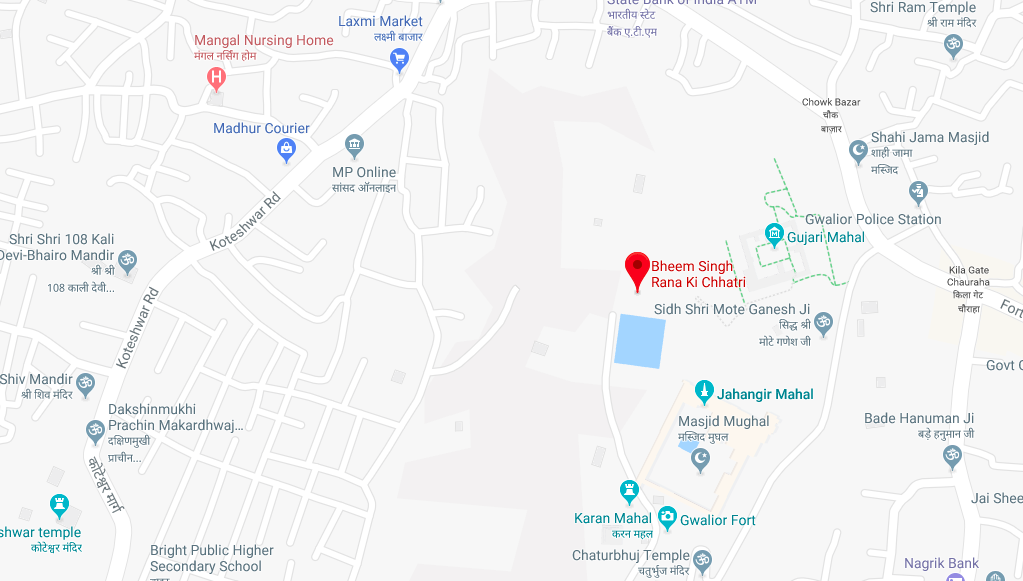 State Bank of India ATM
भारतीय स्टेट
बैंक ए.टी.एम
Shri Ram Temple
श्री राम मंदिर
Laxmi Market
लक्ष्मी बाजार
Mangal Nursing Home
मंगल नर्सिंग होम
H
Chowk Bazar
चौक
बाज़ार
Madhur Courier
Shahi Jama Masjid
शाही जामा
मस्जिद
MP Online
सांसद ऑनलाइन
Gwalior Police Station
Koteshwar Rd
Gujari Mahal
Shri Shri 108 Kali
Devi-Bhairo Mandir
श्री श्री
108 काली देवी...
Bheem Singh
Rana Ki Chhatri
Kila Gate
Chauraha
किला गेट
चौराहा
Fort
Koteshwar Rd
Sidh Shri Mote Ganesh Ji
सिद्ध श्री
मोटे गणेश जी
Govt C
Shiv Mandir
श्री शिव मंदिर
Jahangir Mahal
Dakshinmukhi
Prachin Makardhwaj...
दक्षिणमुखी
प्राचीन...
Masjid Mughal
मस्जिद मुघल
Bade Hanuman Ji
बड़े हनुमान जी
कोटेश्वर मार्ग
Jai Shee
Karan Mahal
करन महल
Gwalior Fort
shwar temple
कोटेश्वर मंदिर
Bright Public Higher
Secondary School
Chaturbhuj Temple
चतुर्भुज मंदिर
Nagrik Bank